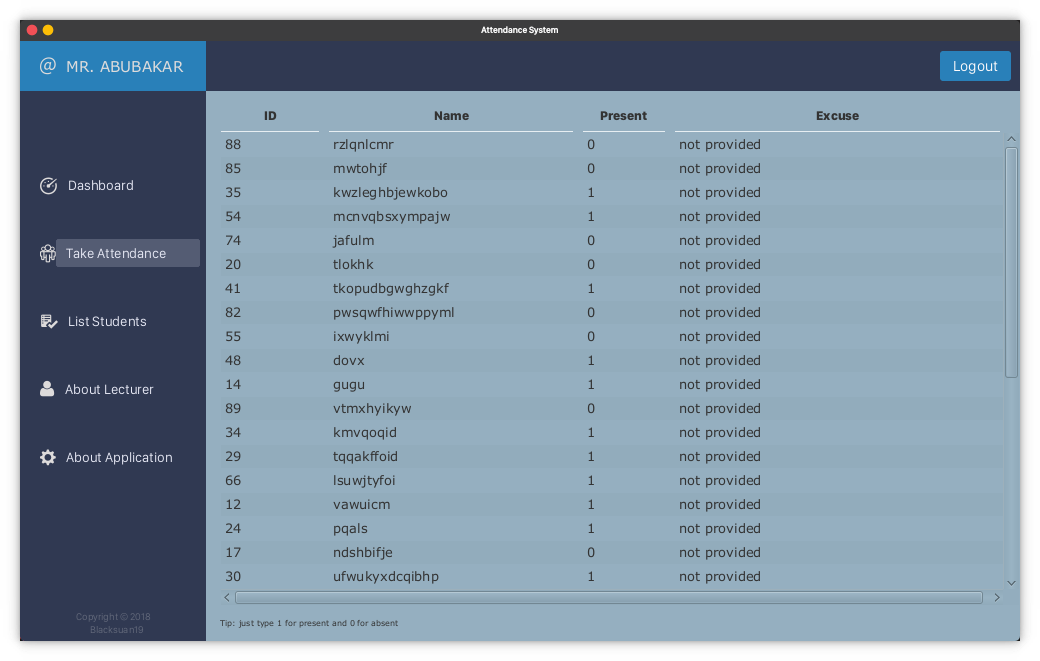 Attendance System
@ MR. ABUBAKAR
Logout
Dashboard
Take Attendance
List Students
About Lecturer
About Application
Copyright © 2018
Blacksuan19
ID Name Present Excuse
88 rzlqnlcmr 0 not provided
85 mwtohjf 0 not provided
35 kwzleghbjewkobo 1 not provided
54 mcnvqbsxympajw 1 not provided
74 jafulm 0 not provided
20 tlokhk 0 not provided
41 tkopudbgwghzgkf 1 not provided
82 pwsqwfhiwwppyml 0 not provided
55 ixwyklmi 0 not provided
48 dovx 1 not provided
14 gugu 1 not provided
89 vtmxhyikyw 0 not provided
34 kmvqoqid 1 not provided
29 tqqakffoid 1 not provided
66 lsuwjtyfoi 1 not provided
12 vawuicm 1 not provided
24 pqals 1 not provided
17 ndshbifje 0 not provided
30 ufwukyxdcqibhp 1 not provided
Tip: just type 1 for present and 0 for absent